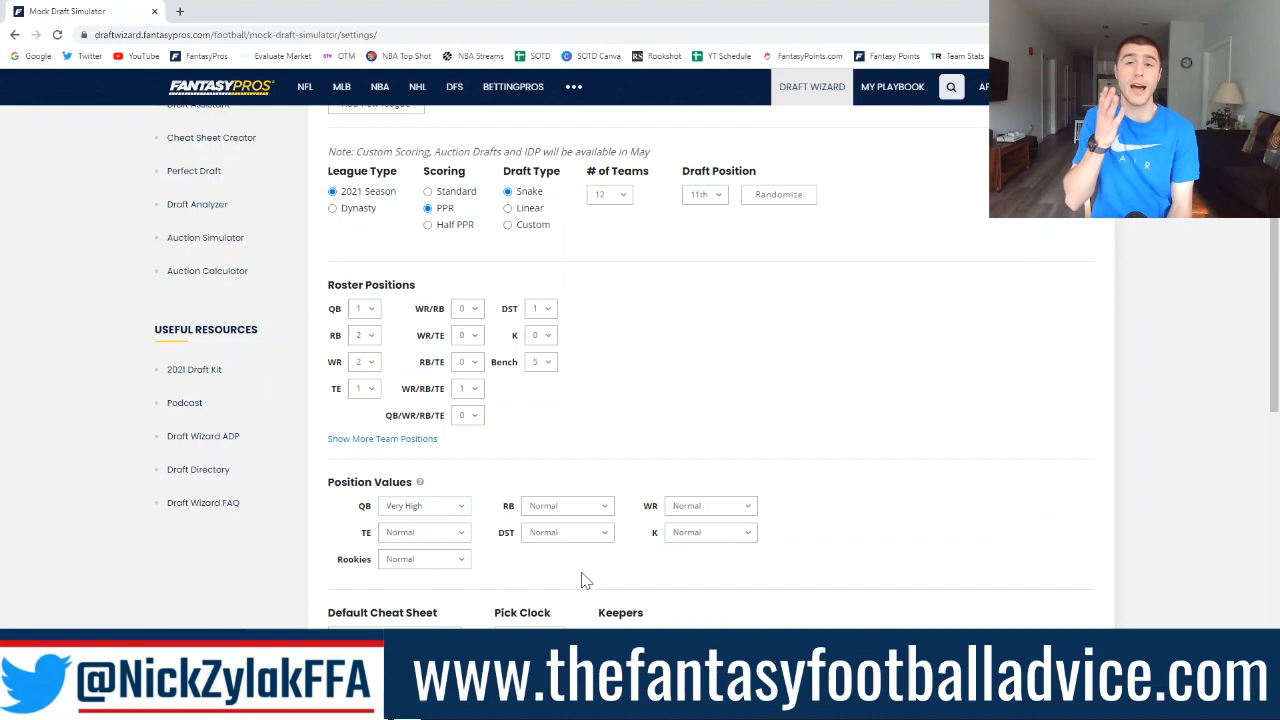 Mock Draft Simulator
draftwizard.fantasypros.com/football/mock-draft-simulator/settings/
Google Twitter YouTube FantasyPros Evaluate Market OTM NBA Top Shot NBA Streams SOTD SOTD Canva Rookshot YT Schedule FantasyPoints.com Fantasy Points Team Stats
FANTASYPROS NFL MLB NBA NHL DFS BETTINGPROS ••• DRAFT WIZARD MY PLAYBOOK
Draft Assistant
Cheat Sheet Creator
Perfect Draft
Draft Analyzer
Auction Simulator
Auction Calculator
USEFUL RESOURCES
2021 Draft Kit
Podcast
Draft Wizard ADP
Draft Directory
Draft Wizard FAQ
Add New League
Note: Custom Scoring, Auction Drafts and IDP will be available in May
League Type Scoring Draft Type # of Teams Draft Position
2021 Season Standard Snake 12 11th Randomize
Dynasty PPR Linear
Half PPR Custom
Roster Positions
QB 1 WR/RB 0 DST 1
RB 2 WR/TE 0 K 0
WR 2 RB/TE 0 Bench 5
TE 1 WR/RB/TE 1
QB/WR/RB/TE 0
Show More Team Positions
Position Values ?
QB Very High RB Normal WR Normal
TE Normal DST Normal K Normal
Rookies Normal
Default Cheat Sheet Pick Clock Keepers
AIR
@NickZylakFFA
www.thefantasyfootballadvice.com